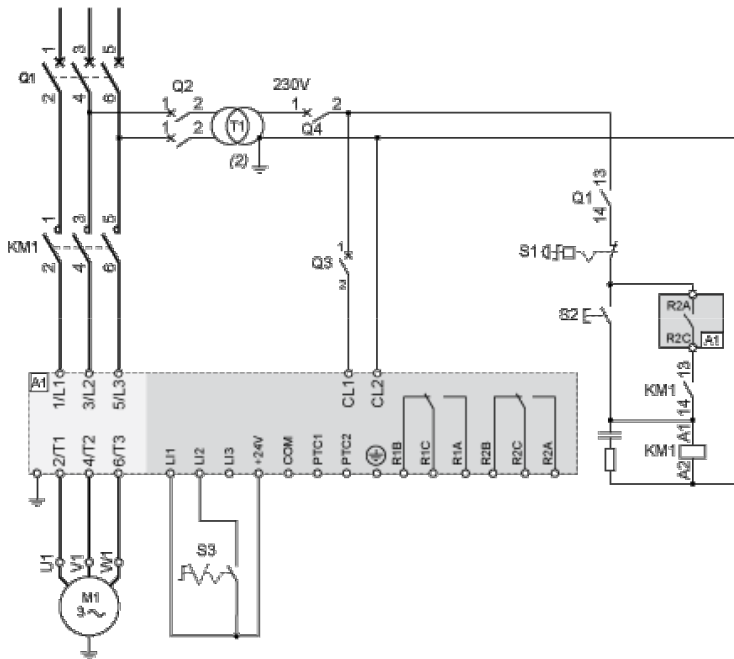 1 3 5
Q1
2 4 6
Q2
1 2
1 2
T1
(2)
230V
1 2
Q4
13
Q1
14
S1
1
Q3
2
KM1
1 3 5
2 4 6
S2
R2A
R2C
A1
13
KM1
14
A1
KM1
A2
A1
1/L1 3/L2 5/L3
CL1 CL2
2/T1 4/T2 6/T3
LI1 LI2 LI3 +24V COM PTC1 PTC2 R1B R1C R1A R2B R2C R2A
S3
U1 V1 W1
M1
3~